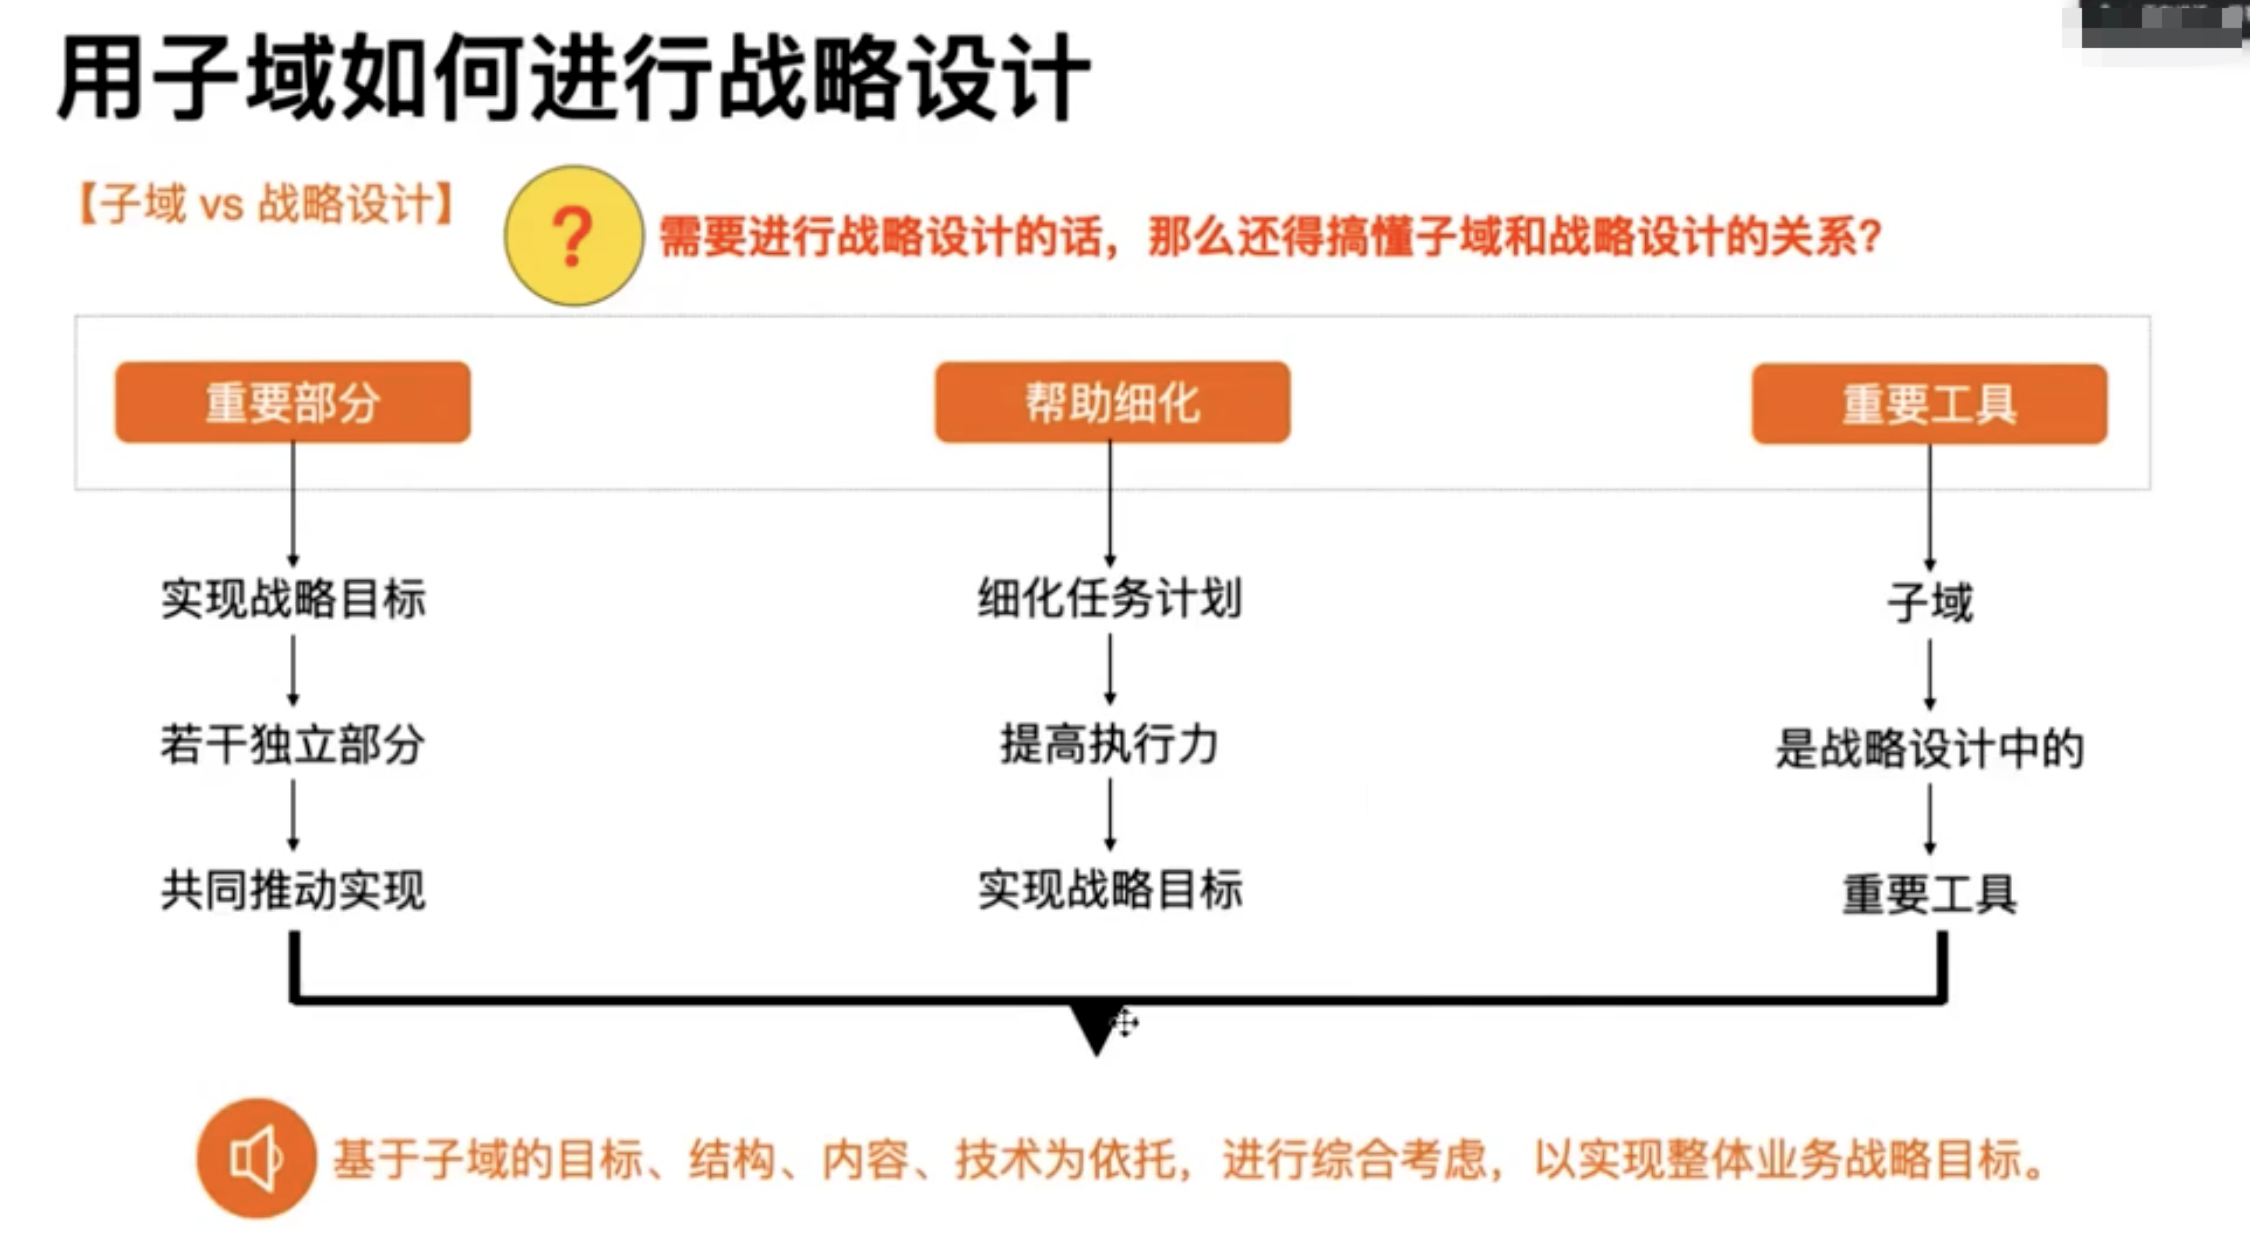 用子域如何进行战略设计
【子域 vs 战略设计】
?
需要进行战略设计的话，那么还得搞懂子域和战略设计的关系？
重要部分
帮助细化
重要工具
实现战略目标
细化任务计划
子域
若干独立部分
提高执行力
是战略设计中的
共同推动实现
实现战略目标
重要工具
基于子域的目标、结构、内容、技术为依托，进行综合考虑，以实现整体业务战略目标。